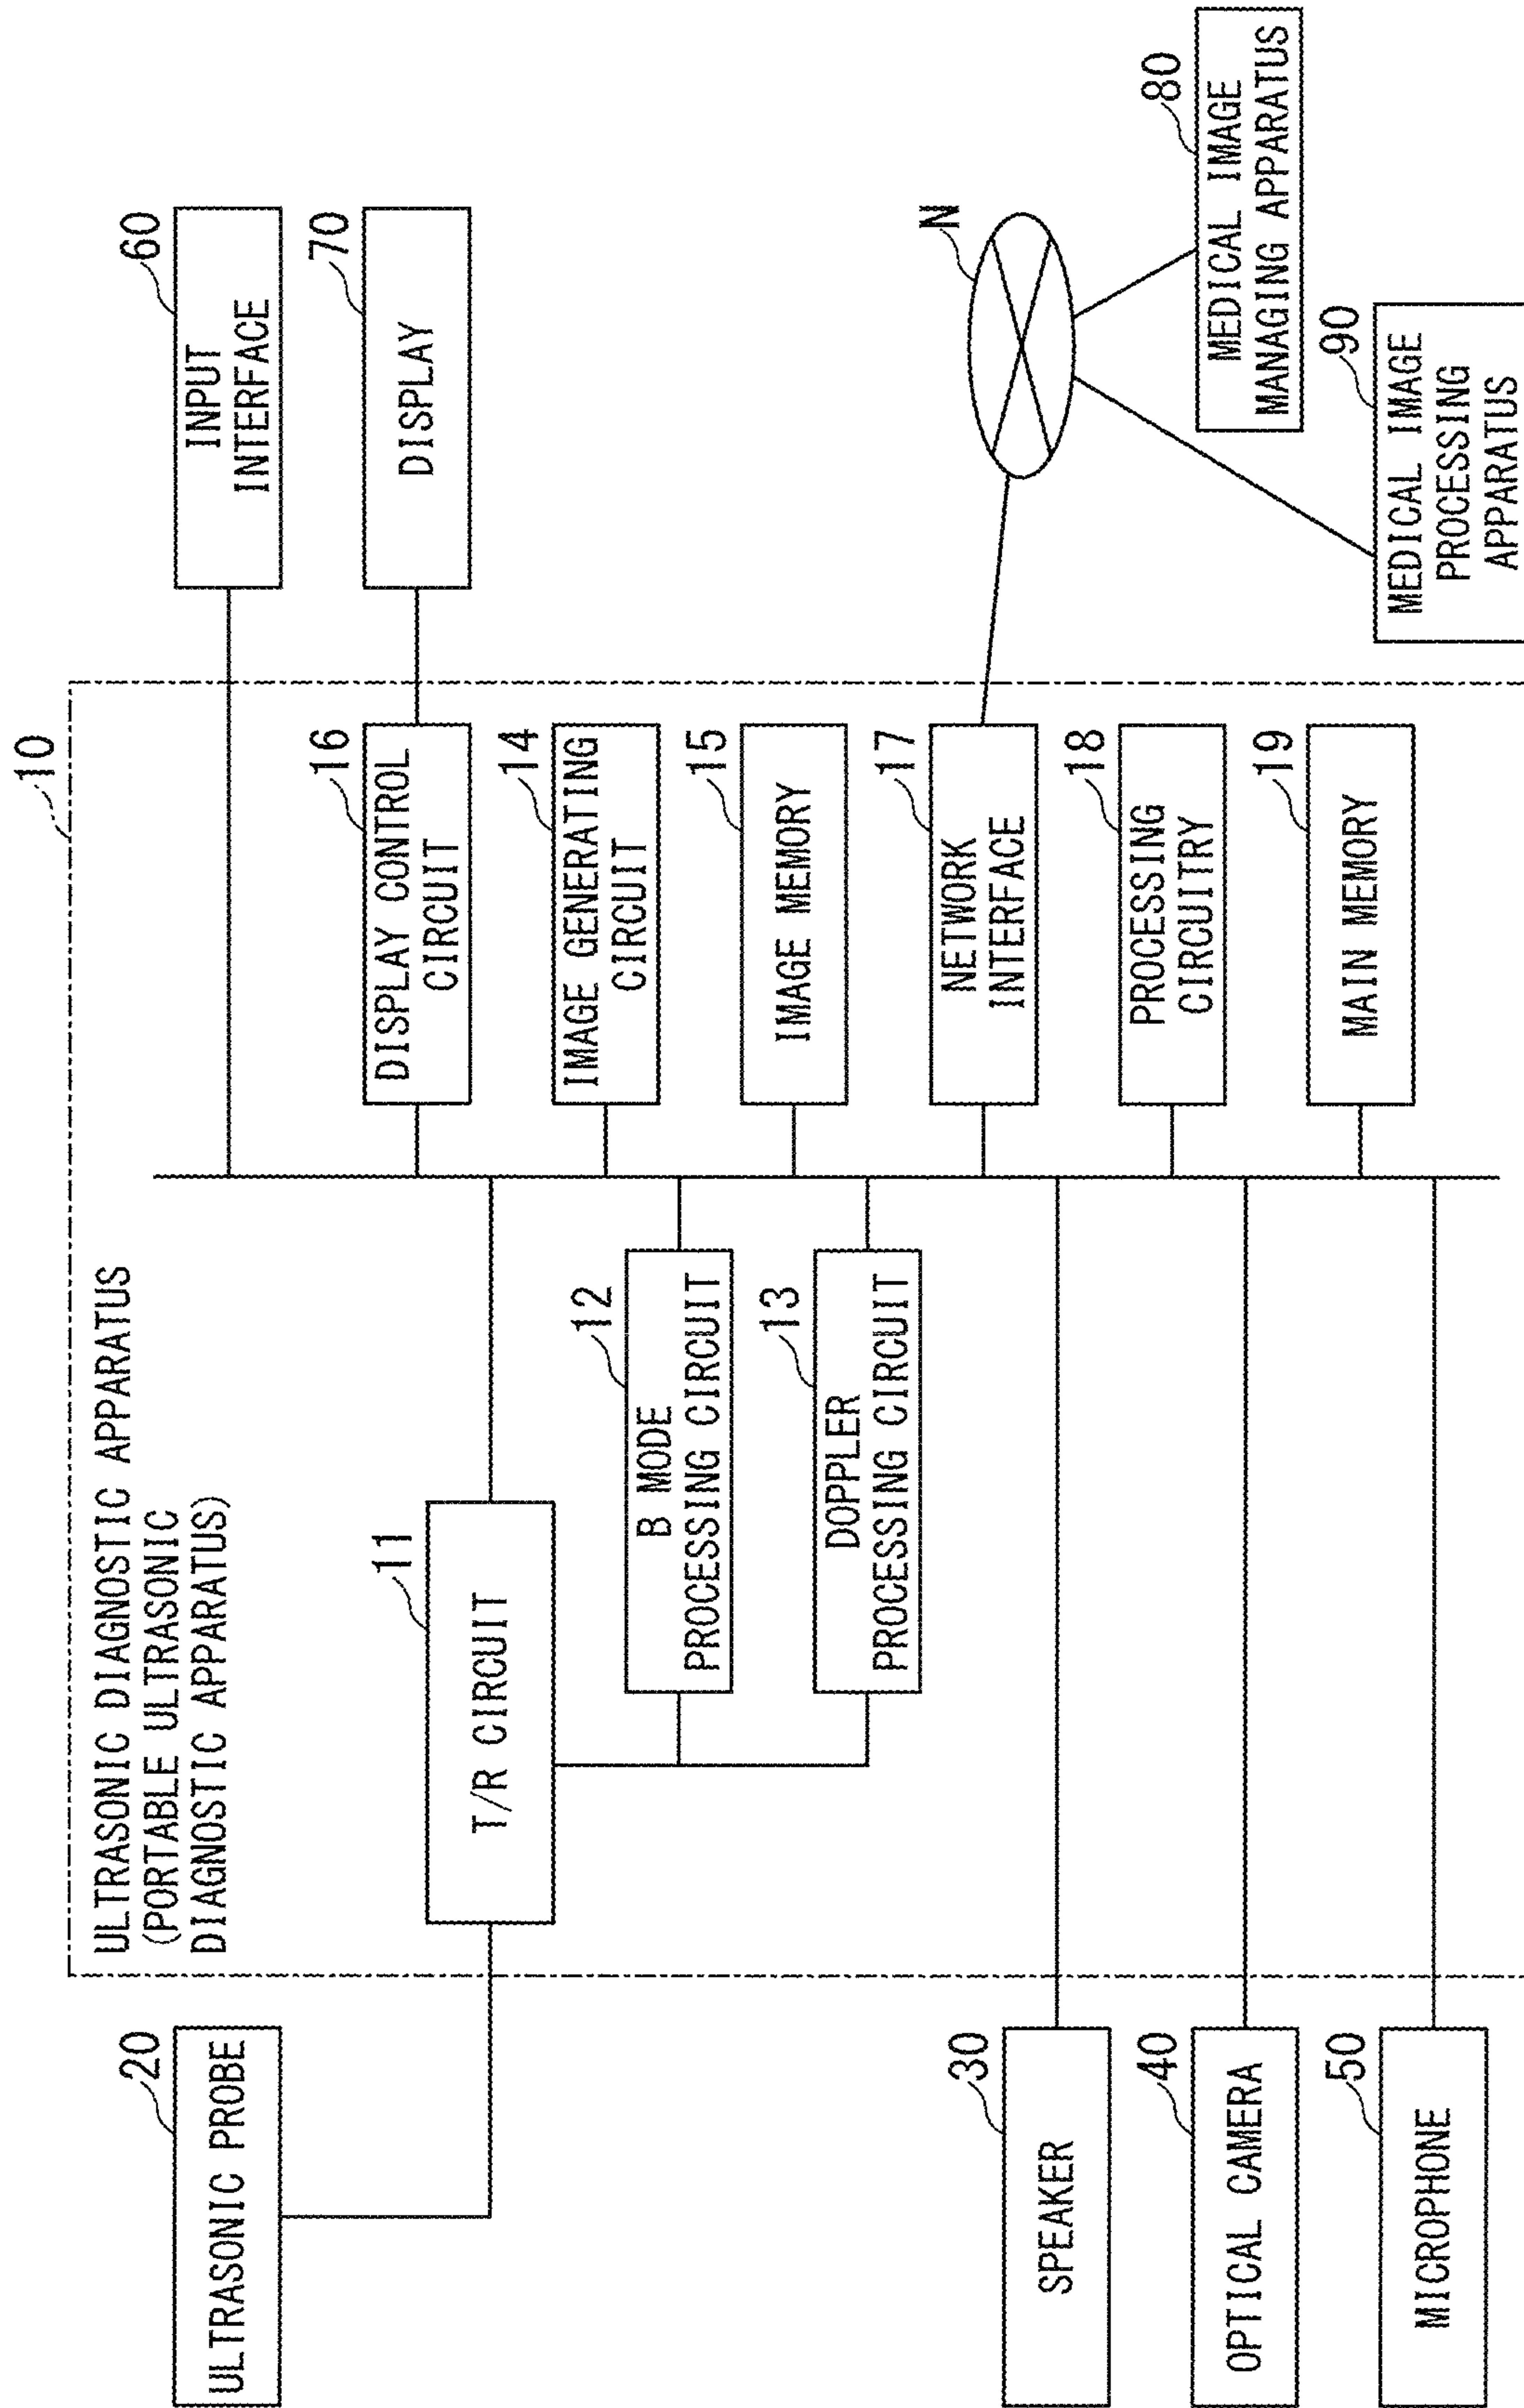 10
ULTRASONIC DIAGNOSTIC APPARATUS
(PORTABLE ULTRASONIC
DIAGNOSTIC APPARATUS)
20
ULTRASONIC PROBE
11
T/R CIRCUIT
12
B MODE
PROCESSING CIRCUIT
13
DOPPLER
PROCESSING CIRCUIT
30
SPEAKER
40
OPTICAL CAMERA
50
MICROPHONE
16
DISPLAY CONTROL
CIRCUIT
14
IMAGE GENERATING
CIRCUIT
15
IMAGE MEMORY
17
NETWORK
INTERFACE
18
PROCESSING
CIRCUITRY
19
MAIN MEMORY
60
INPUT
INTERFACE
70
DISPLAY
N
80
MEDICAL IMAGE
MANAGING APPARATUS
90
MEDICAL IMAGE
PROCESSING
APPARATUS